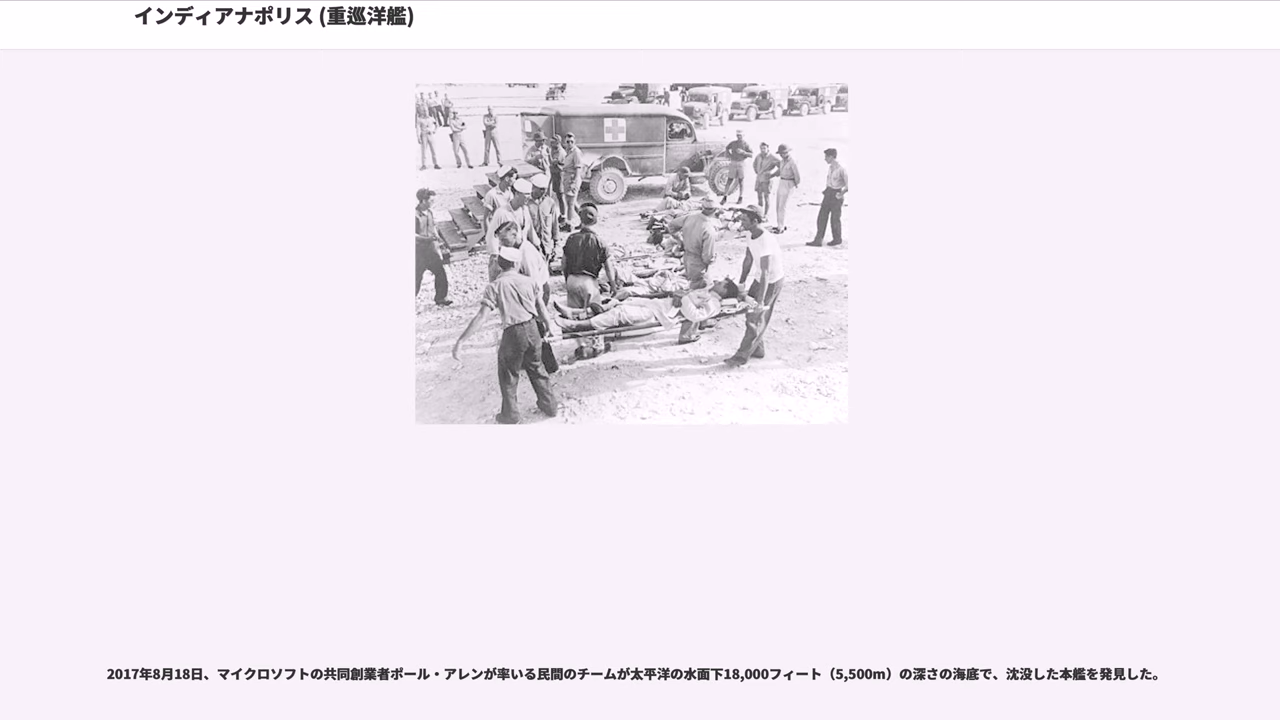 インディアナポリス (重巡洋艦)
2017年8月18日、マイクロソフトの共同創業者ポール・アレンが率いる民間のチームが太平洋の水面下18,000フィート（5,500m）の深さの海底で、沈没した本艦を発見した。